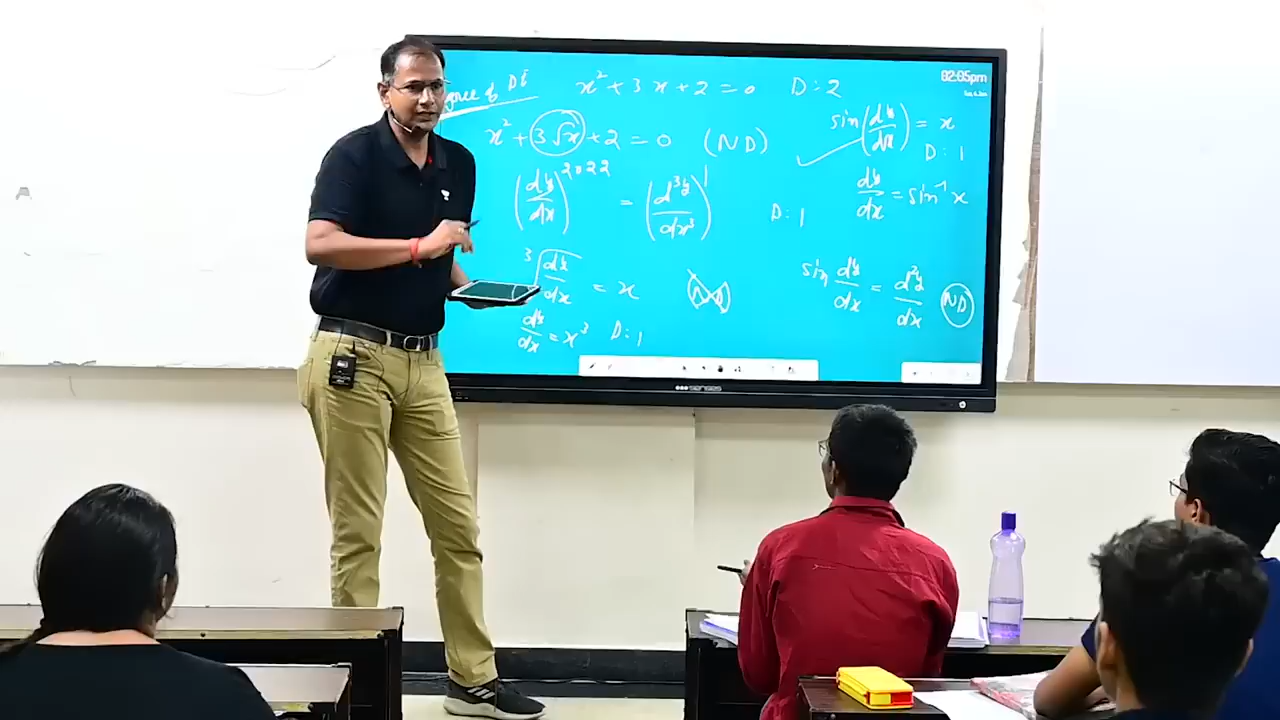 gree of DE
x² + 3x + 2 = 0 D: 2
x² + 3√x + 2 = 0 (ND)
(dy/dx)^2022 = (d³y/dx³)^1 D: 1
∛(dy/dx) = x ND
dy/dx = x³ D: 1
02:05pm
sin(dy/dx) = x
D: 1
dy/dx = sin⁻¹ x
sin dy/dx = d²y/dx ND